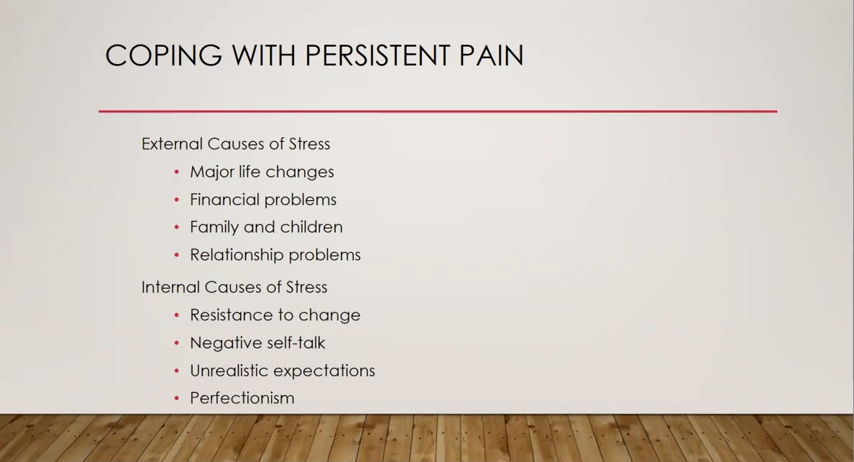 COPING WITH PERSISTENT PAIN
External Causes of Stress
• Major life changes
• Financial problems
• Family and children
• Relationship problems
Internal Causes of Stress
• Resistance to change
• Negative self-talk
• Unrealistic expectations
• Perfectionism